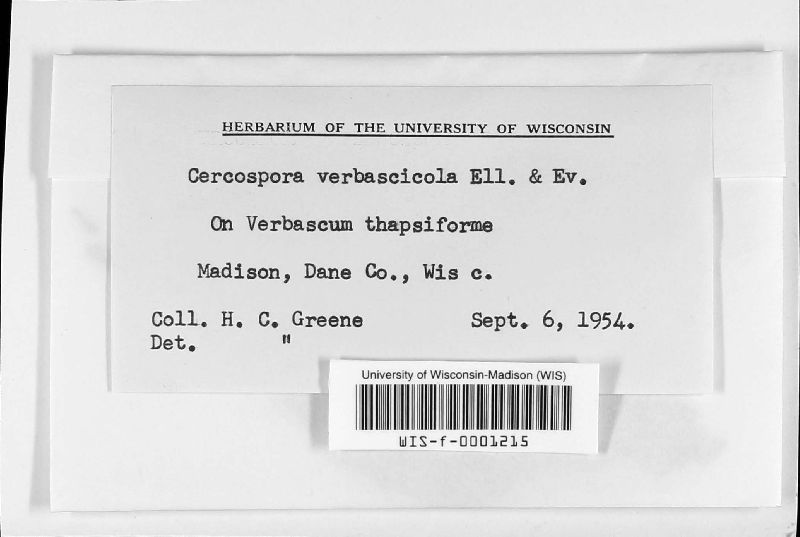 HERBARIUM OF THE UNIVERSITY OF WISCONSIN
Cercospora verbascicola Ell. & Ev.
On Verbascum thapsiforme
Madison, Dane Co., Wis c.
Coll. H. C. Greene Sept. 6, 1954.
Det. "
University of Wisconsin-Madison (WIS)
WIS-f-0001215